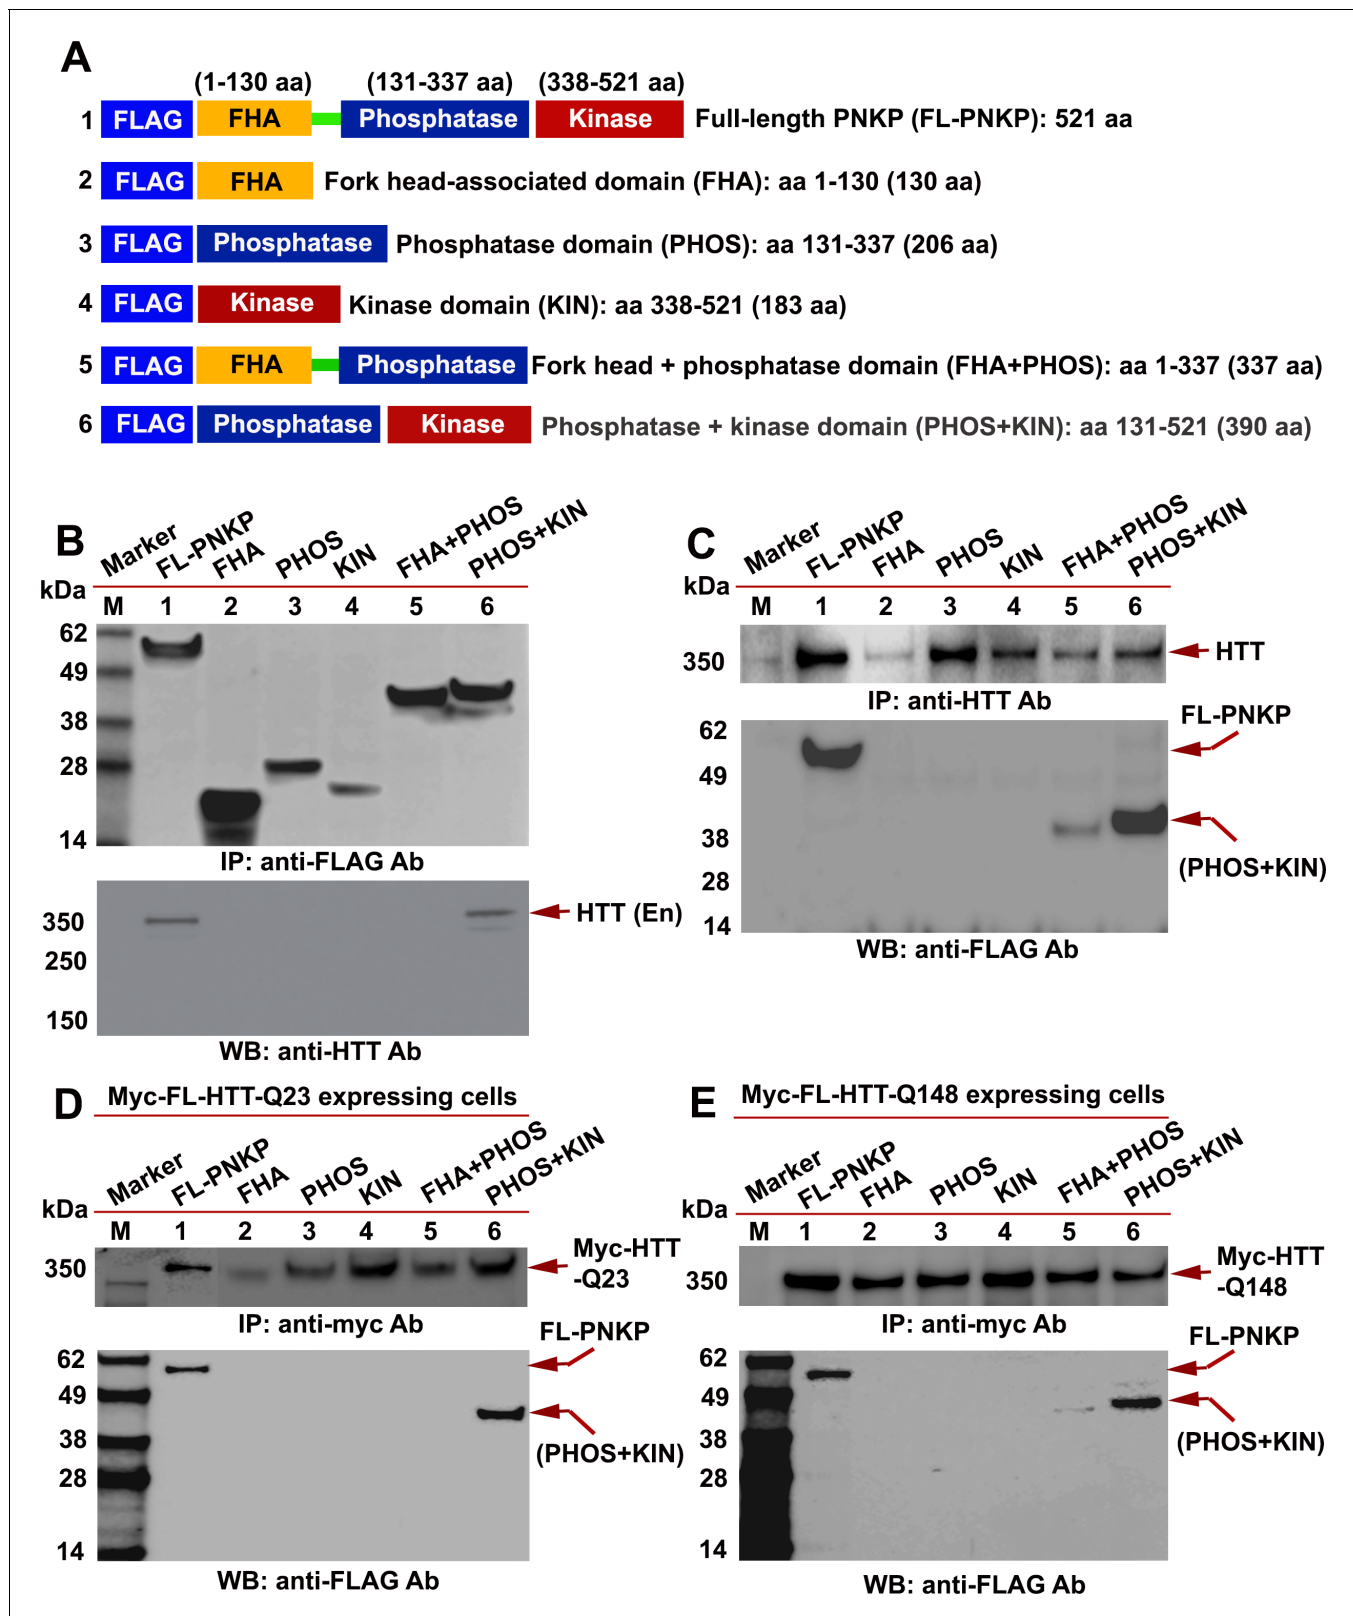 A
(1-130 aa) (131-337 aa) (338-521 aa)
1 FLAG FHA Phosphatase Kinase Full-length PNKP (FL-PNKP): 521 aa
2 FLAG FHA Fork head-associated domain (FHA): aa 1-130 (130 aa)
3 FLAG Phosphatase Phosphatase domain (PHOS): aa 131-337 (206 aa)
4 FLAG Kinase Kinase domain (KIN): aa 338-521 (183 aa)
5 FLAG FHA Phosphatase Fork head + phosphatase domain (FHA+PHOS): aa 1-337 (337 aa)
6 FLAG Phosphatase Kinase Phosphatase + kinase domain (PHOS+KIN): aa 131-521 (390 aa)
B
Marker FL-PNKP FHA PHOS KIN FHA+PHOS PHOS+KIN
kDa
M 1 2 3 4 5 6
62
49
38
28
14
IP: anti-FLAG Ab
350
HTT (En)
250
150
WB: anti-HTT Ab
C
Marker FL-PNKP FHA PHOS KIN FHA+PHOS PHOS+KIN
kDa
M 1 2 3 4 5 6
350
HTT
IP: anti-HTT Ab
FL-PNKP
62
49
38
(PHOS+KIN)
28
14
WB: anti-FLAG Ab
D
Myc-FL-HTT-Q23 expressing cells
Marker FL-PNKP FHA PHOS KIN FHA+PHOS PHOS+KIN
kDa
M 1 2 3 4 5 6
350
Myc-HTT
-Q23
IP: anti-myc Ab
FL-PNKP
62
49
38
(PHOS+KIN)
28
14
WB: anti-FLAG Ab
E
Myc-FL-HTT-Q148 expressing cells
Marker FL-PNKP FHA PHOS KIN FHA+PHOS PHOS+KIN
kDa
M 1 2 3 4 5 6
350
Myc-HTT
-Q148
IP: anti-myc Ab
FL-PNKP
62
49
38
(PHOS+KIN)
28
14
WB: anti-FLAG Ab